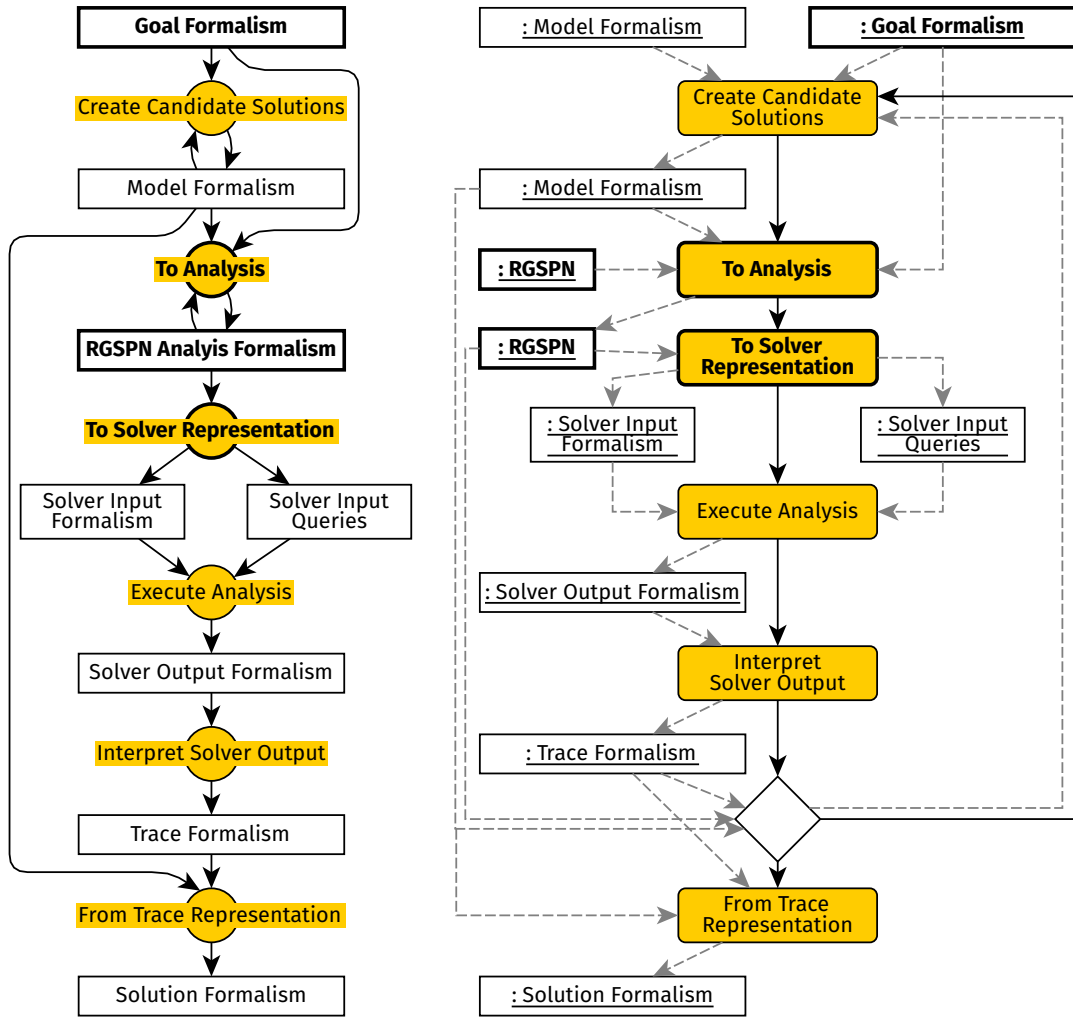 Goal Formalism
Create Candidate Solutions
Model Formalism
To Analysis
RGSPN Analyis Formalism
To Solver Representation
Solver Input
Formalism
Solver Input
Queries
Execute Analysis
Solver Output Formalism
Interpret Solver Output
Trace Formalism
From Trace Representation
Solution Formalism
: Model Formalism
: Goal Formalism
Create Candidate
Solutions
: Model Formalism
: RGSPN
To Analysis
: RGSPN
To Solver
Representation
: Solver Input
Formalism
: Solver Input
Queries
Execute Analysis
: Solver Output Formalism
Interpret
Solver Output
: Trace Formalism
From Trace
Representation
: Solution Formalism